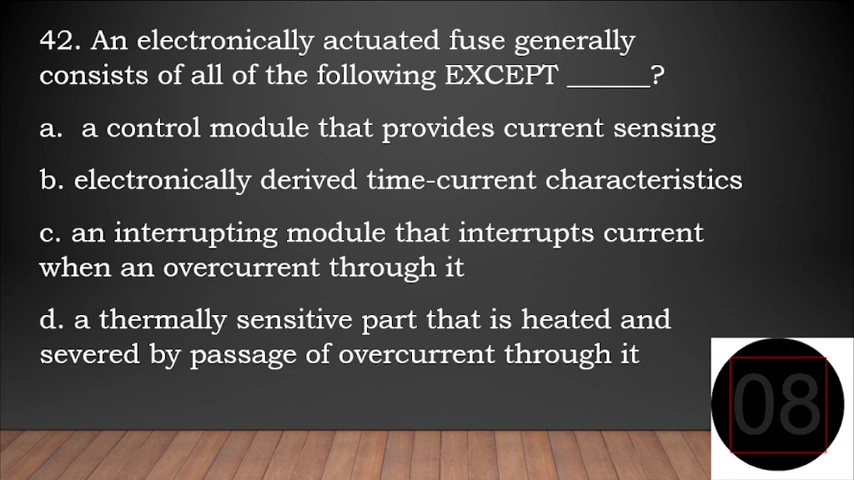 42. An electronically actuated fuse generally
consists of all of the following EXCEPT ______?
a. a control module that provides current sensing
b. electronically derived time-current characteristics
c. an interrupting module that interrupts current
when an overcurrent through it
d. a thermally sensitive part that is heated and
severed by passage of overcurrent through it
08